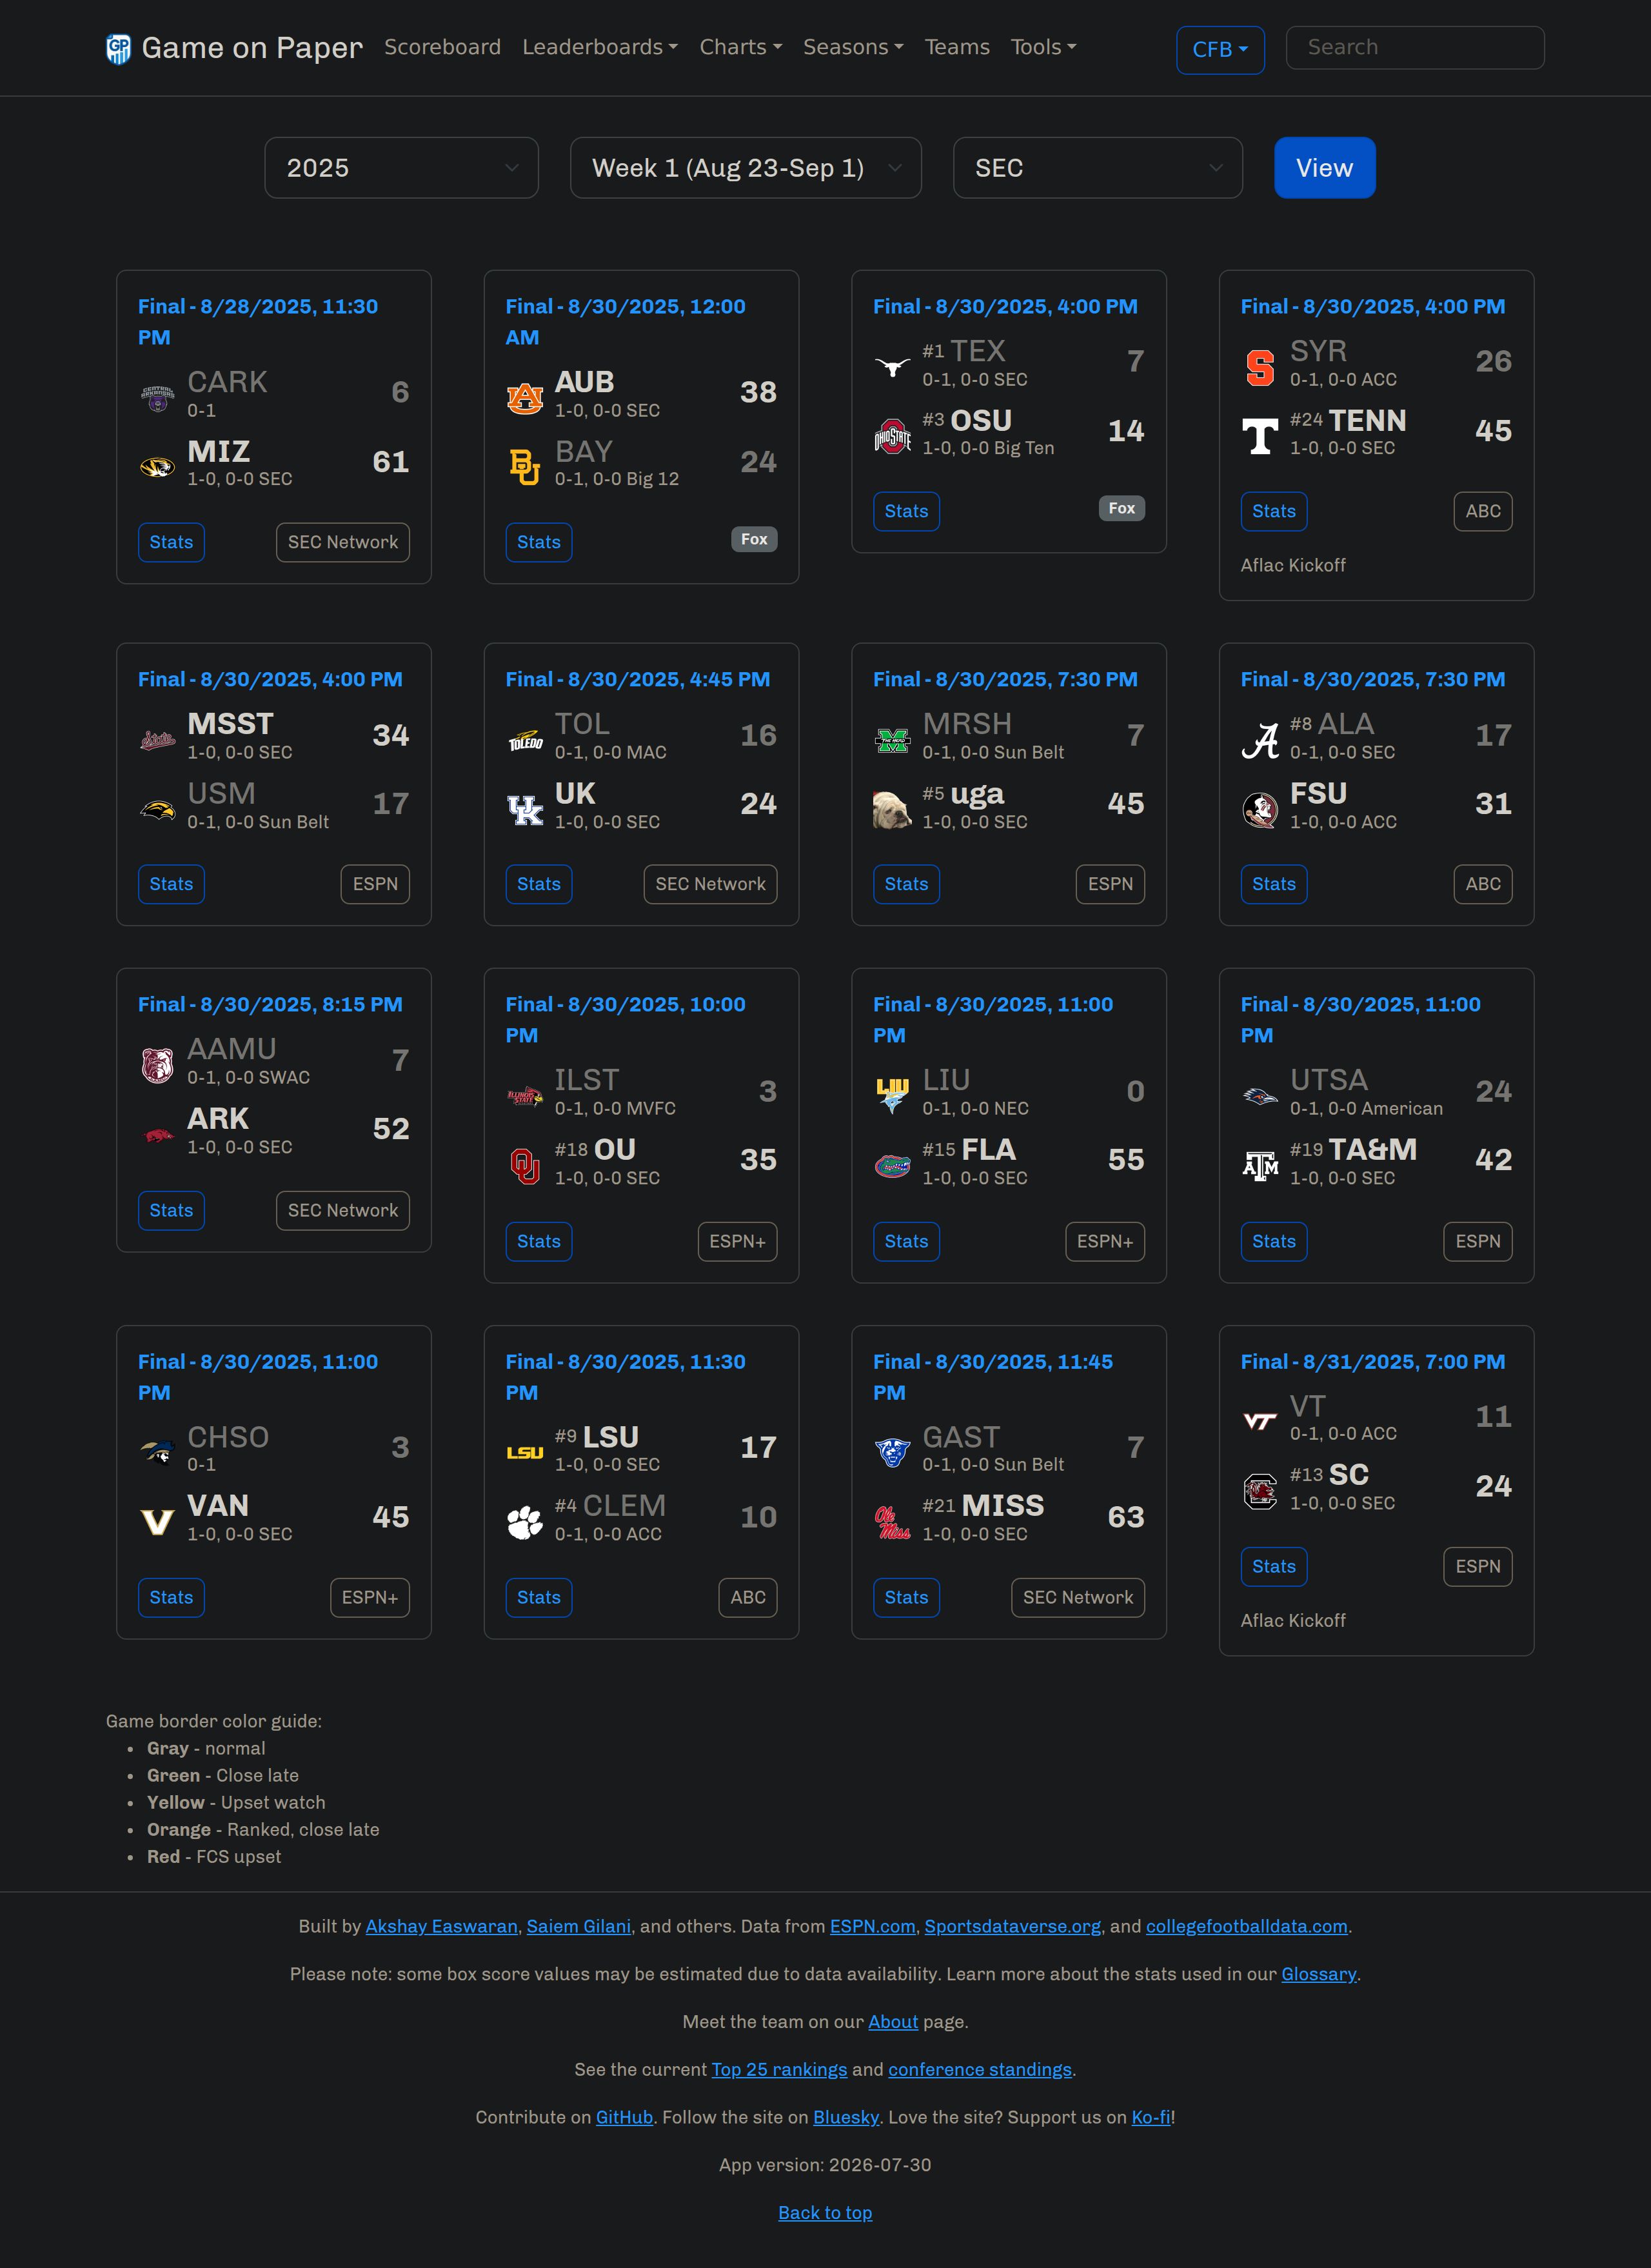 Game on Paper Scoreboard Leaderboards Charts Seasons Teams Tools CFB Search
2025 Week 1 (Aug 23-Sep 1) SEC View
Final - 8/28/2025, 11:30 PM
CARK 6
0-1
MIZ 61
1-0, 0-0 SEC
Stats SEC Network
Final - 8/30/2025, 12:00 AM
AUB 38
1-0, 0-0 SEC
BAY 24
0-1, 0-0 Big 12
Stats Fox
Final - 8/30/2025, 4:00 PM
#1 TEX 7
0-1, 0-0 SEC
#3 OSU 14
1-0, 0-0 Big Ten
Stats Fox
Final - 8/30/2025, 4:00 PM
SYR 26
0-1, 0-0 ACC
#24 TENN 45
1-0, 0-0 SEC
Stats ABC
Aflac Kickoff
Final - 8/30/2025, 4:00 PM
MSST 34
1-0, 0-0 SEC
USM 17
0-1, 0-0 Sun Belt
Stats ESPN
Final - 8/30/2025, 4:45 PM
TOL 16
0-1, 0-0 MAC
UK 24
1-0, 0-0 SEC
Stats SEC Network
Final - 8/30/2025, 7:30 PM
MRSH 7
0-1, 0-0 Sun Belt
#5 uga 45
1-0, 0-0 SEC
Stats ESPN
Final - 8/30/2025, 7:30 PM
#8 ALA 17
0-1, 0-0 SEC
FSU 31
1-0, 0-0 ACC
Stats ABC
Final - 8/30/2025, 8:15 PM
AAMU 7
0-1, 0-0 SWAC
ARK 52
1-0, 0-0 SEC
Stats SEC Network
Final - 8/30/2025, 10:00 PM
ILST 3
0-1, 0-0 MVFC
#18 OU 35
1-0, 0-0 SEC
Stats ESPN+
Final - 8/30/2025, 11:00 PM
LIU 0
0-1, 0-0 NEC
#15 FLA 55
1-0, 0-0 SEC
Stats ESPN+
Final - 8/30/2025, 11:00 PM
UTSA 24
0-1, 0-0 American
#19 TA&M 42
1-0, 0-0 SEC
Stats ESPN
Final - 8/30/2025, 11:00 PM
CHSO 3
0-1
VAN 45
1-0, 0-0 SEC
Stats ESPN+
Final - 8/30/2025, 11:30 PM
#9 LSU 17
1-0, 0-0 SEC
#4 CLEM 10
0-1, 0-0 ACC
Stats ABC
Final - 8/30/2025, 11:45 PM
GAST 7
0-1, 0-0 Sun Belt
#21 MISS 63
1-0, 0-0 SEC
Stats SEC Network
Final - 8/31/2025, 7:00 PM
VT 11
0-1, 0-0 ACC
#13 SC 24
1-0, 0-0 SEC
Stats ESPN
Aflac Kickoff
Game border color guide:
• Gray - normal
• Green - Close late
• Yellow - Upset watch
• Orange - Ranked, close late
• Red - FCS upset
Built by Akshay Easwaran, Saiem Gilani, and others. Data from ESPN.com, Sportsdataverse.org, and collegefootballdata.com.
Please note: some box score values may be estimated due to data availability. Learn more about the stats used in our Glossary.
Meet the team on our About page.
See the current Top 25 rankings and conference standings.
Contribute on GitHub. Follow the site on Bluesky. Love the site? Support us on Ko-fi!
App version: 2026-07-30
Back to top